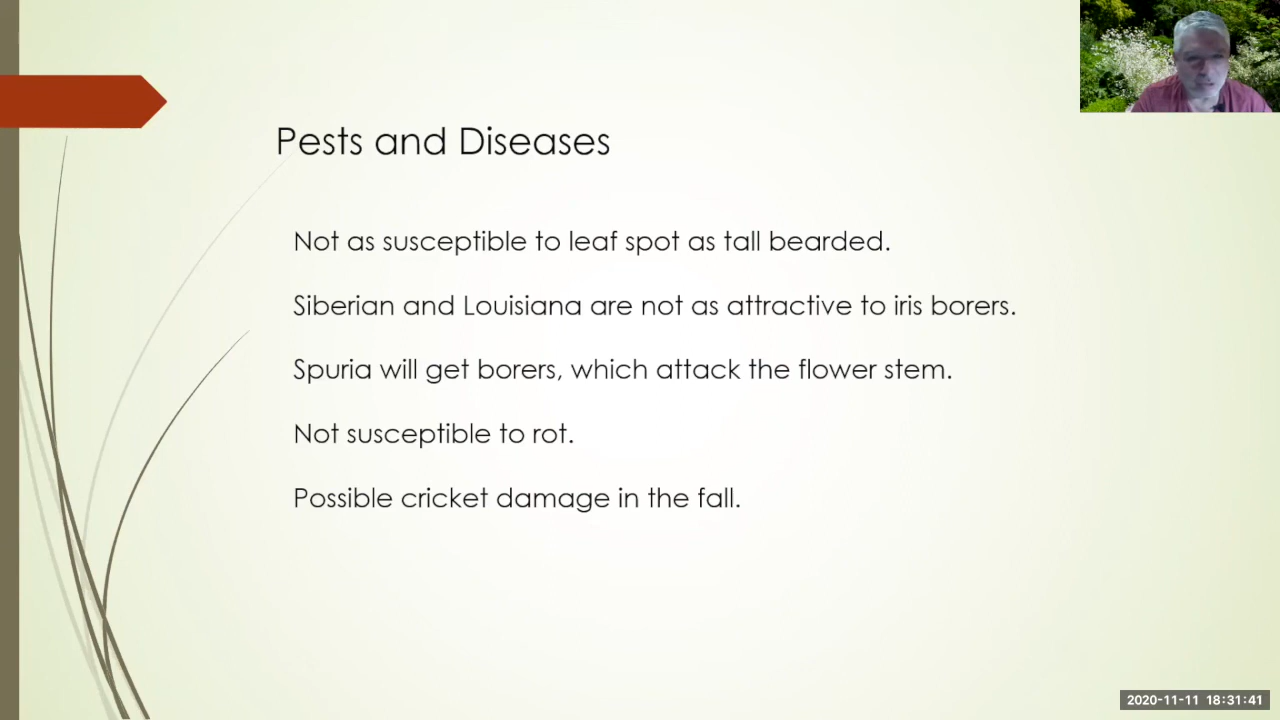 Pests and Diseases
Not as susceptible to leaf spot as tall bearded.
Siberian and Louisiana are not as attractive to iris borers.
Spuria will get borers, which attack the flower stem.
Not susceptible to rot.
Possible cricket damage in the fall.
2020-11-11 18:31:41